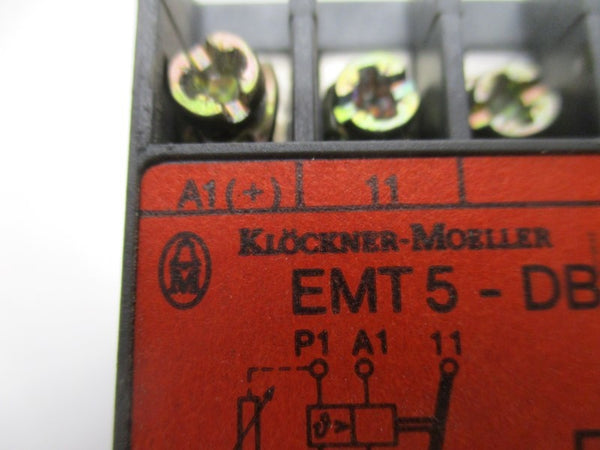 A1(+) 11
KLÖCKNER-MOELLER
M
EMT 5 - DB
P1 A1 11
ϑ>